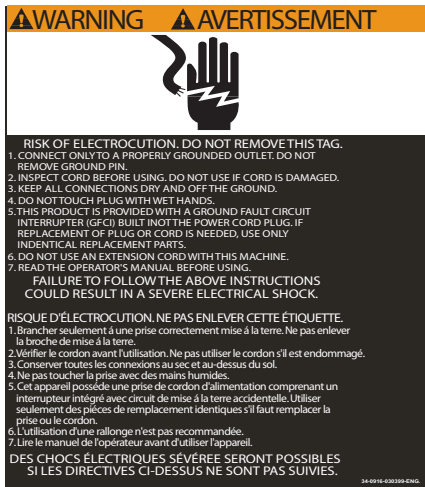 WARNING AVERTISSEMENT
RISK OF ELECTROCUTION. DO NOT REMOVE THIS TAG.
1. CONNECT ONLY TO A PROPERLY GROUNDED OUTLET. DO NOT
REMOVE GROUND PIN.
2. INSPECT CORD BEFORE USING. DO NOT USE IF CORD IS DAMAGED.
3. KEEP ALL CONNECTIONS DRY AND OFF THE GROUND.
4. DO NOT TOUCH PLUG WITH WET HANDS.
5. THIS PRODUCT IS PROVIDED WITH A GROUND FAULT CIRCUIT
INTERRUPTER (GFCI) BUILT INOT THE POWER CORD PLUG. IF
REPLACEMENT OF PLUG OR CORD IS NEEDED, USE ONLY
INDENTICAL REPLACEMENT PARTS.
6. DO NOT USE AN EXTENSION CORD WITH THIS MACHINE.
7. READ THE OPERATOR'S MANUAL BEFORE USING.
FAILURE TO FOLLOW THE ABOVE INSTRUCTIONS
COULD RESULT IN A SEVERE ELECTRICAL SHOCK.
RISQUE D'ÉLECTROCUTION. NE PAS ENLEVER CETTE ÉTIQUETTE.
1. Brancher seulement á une prise correctement mise á la terre. Ne pas enlever
la broche de mise á la terre.
2. Vérifier le cordon avant l'utilisation. Ne pas utiliser le cordon s'il est endommagé.
3. Conserver toutes les connexions au sec et au-dessus du sol.
4. Ne pas toucher la prise avec des mains humides.
5. Cet appareil posséde une prise de cordon d'alimentation comprenant un
interrupteur intégré avec circuit de mise á la terre accidentelle. Utiliser
seulement des piéces de remplacement identiques s'il faut remplacer la
prise ou le cordon.
6. L'utilisation d'une rallonge n'est pas recommandée.
7. Lire le manuel de l'opérateur avant d'utiliser l'appareil.
DES CHOCS ÉLECTRIQUES SÉVÉREE SERONT POSSIBLES
SI LES DIRECTIVES CI-DESSUS NE SONT PAS SUIVIES.
34-0916-030399-ENG.